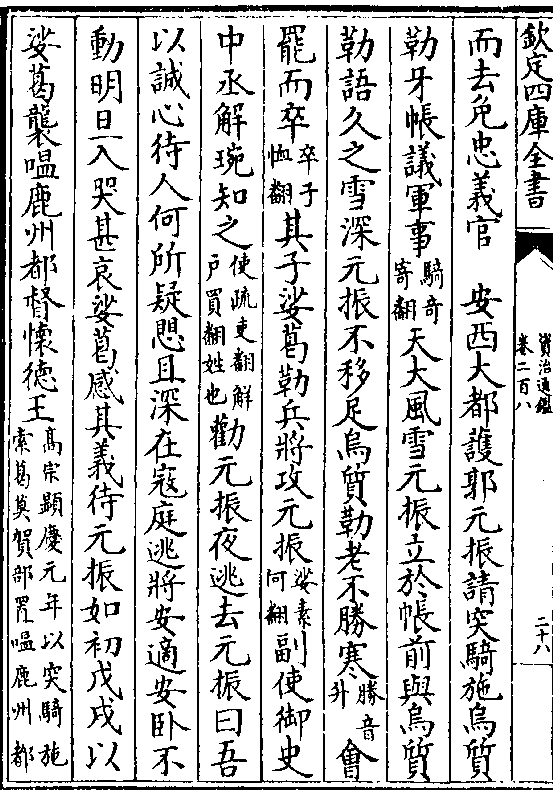 欽定四庫全書
資治通鑑
卷二百八
二十八
而去免忠義官　安西大都護郭元振詣突騎施烏質
勒牙帳議軍事騎奇寄翻天大風雪元振立於帳前與烏質
勒語久之雪深元振不移足烏質勒老不勝寒勝音升會
罷而卒卒子恤翻其子娑葛勒兵將攻元振娑素何翻副使御史
中丞解琬知之使疏吏翻解户買翻姓也勸元振夜逃去元振曰吾
以誠心待人何所疑懼且深在寇庭逃將安適安卧不
動明旦入哭甚哀娑葛感其義待元振如初戊戌以
娑葛襲嗢鹿州都督懷德王高宗顯慶元年以突騎施索葛莫賀部置嗢鹿州都